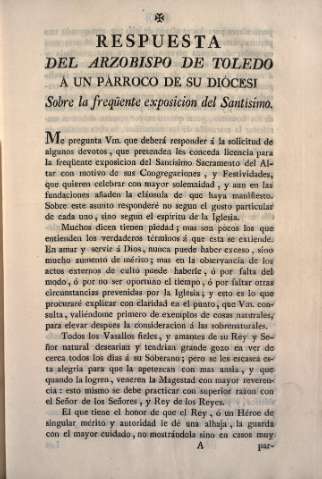 ✠
RESPUESTA
DEL ARZOBISPO DE TOLEDO
A UN PARROCO DE SU DIÓCESI
Sobre la freqüente exposicion del Santísimo.
Me pregunta Vm. que deberá responder á la solicitud de
algunos devotos, que pretenden les conceda licencia para
la freqüente exposicion del Santísimo Sacramento del Al-
tar con motivo de sus Congregaciones, y Festividades,
que quieren celebrar con mayor solemnidad, y aun en las
fundaciones añaden la cláusula de que haya manifiesto.
Sobre este asunto responderé no segun el gusto particular
de cada uno, sino segun el espíritu de la Iglesia.
Muchos dicen tienen piedad; mas son pocos los que
entienden los verdaderos términos á que esta se extiende.
En amar y servir á Dios, nunca puede haber exceso, sino
mucho aumento de mérito; mas en la observancia de los
actos externos de culto puede haberle, ó por falta del
modo, ó por no ser oportuno el tiempo, ó por faltar otras
circunstancias prevenidas por la Iglesia; y esto es lo que
procuraré explicar con claridad en el punto, que Vm. con-
sulta, valiéndome primero de exemplos de cosas naturales,
para elevar despues la consideracion á las sobrenaturales.
Todos los Vasallos fieles, y amantes de su Rey y Se-
ñor natural desearian y tendrian grande gozo en ver de
cerca todos los dias á su Soberano; pero se les escasea es-
ta alegria para que la apetezcan con mas ansia, y que
quando la logren, veneren la Magestad con mayor reveren-
cia: esto mismo se debe practicar con superior razon con
el Señor de los Señores, y Rey de los Reyes.
El que tiene el honor de que el Rey, ó un Héroe de
singular mérito y autoridad le dé una alhaja, la guarda
con el mayor cuidado, no mostrándola sino en casos muy
A par-